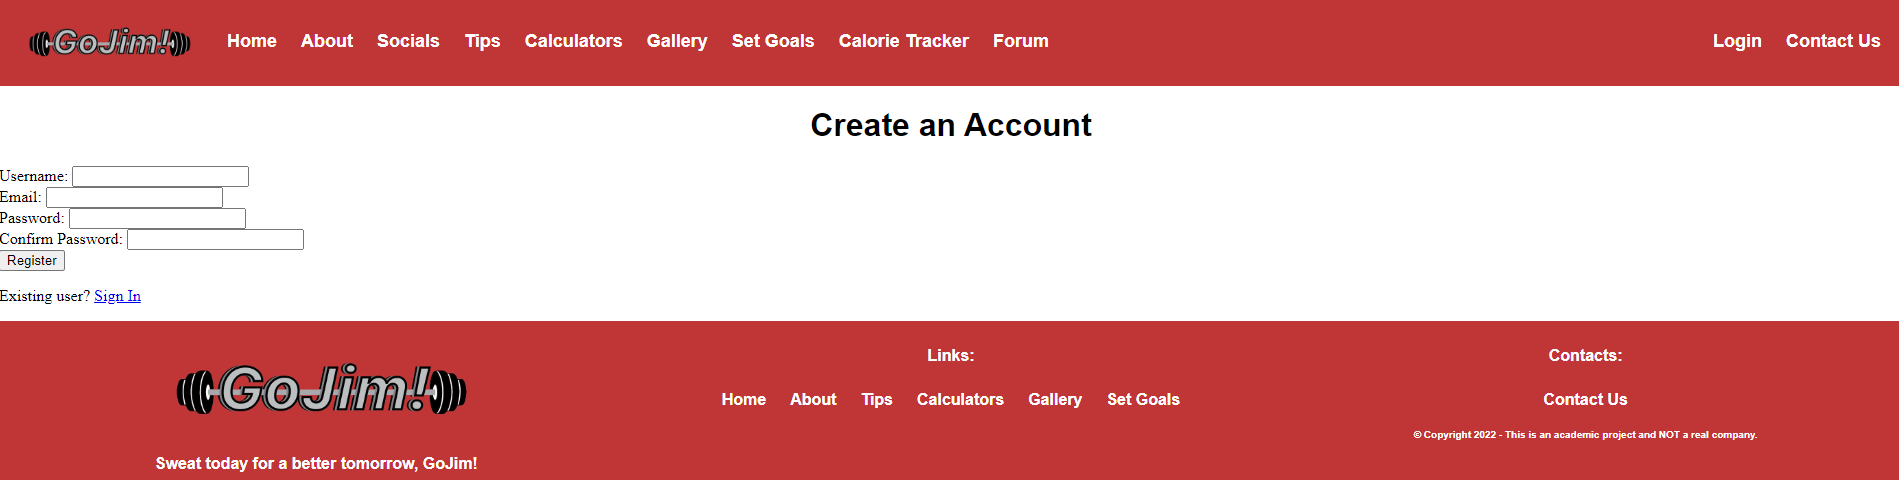 GoJim! Home About Socials Tips Calculators Gallery Set Goals Calorie Tracker Forum Login Contact Us
Create an Account
Username:
Email:
Password:
Confirm Password:
Register
Existing user? Sign In
GoJim!
Sweat today for a better tomorrow, GoJim!
Links:
Home About Tips Calculators Gallery Set Goals
Contacts:
Contact Us
© Copyright 2022 - This is an academic project and NOT a real company.